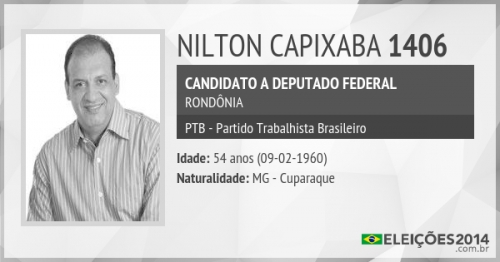 NILTON CAPIXABA 1406
CANDIDATO A DEPUTADO FEDERAL
RONDÔNIA
PTB - Partido Trabalhista Brasileiro
Idade: 54 anos (09-02-1960)
Naturalidade: MG - Cuparaque
ELEIÇÕES2014
.com.br